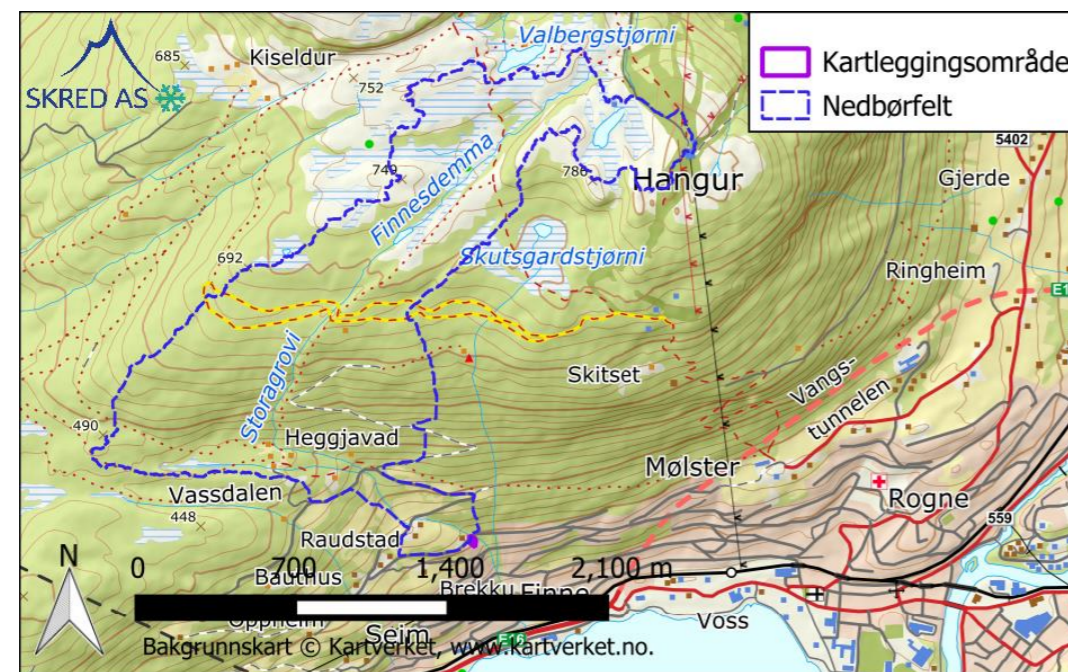 SKRED AS
685
Kiseldur
752
Valbergstjørni
Kartleggingsområde
Nedbørfelt
5402
749
Finnesdemma
786
Hangur
Gjerde
692
Skutsgardstjørni
Ringheim
E1
Storagrovi
Skitset
Vangs-
tunnelen
490
Heggjavad
Mølster
Vassdalen
Rogne
448
559
Raudstad
N
0
700
1,400
2,100 m
Bauthus
Brekku
Finne
Voss
Seim
E16
Bakgrunnskart © Kartverket, www.kartverket.no.